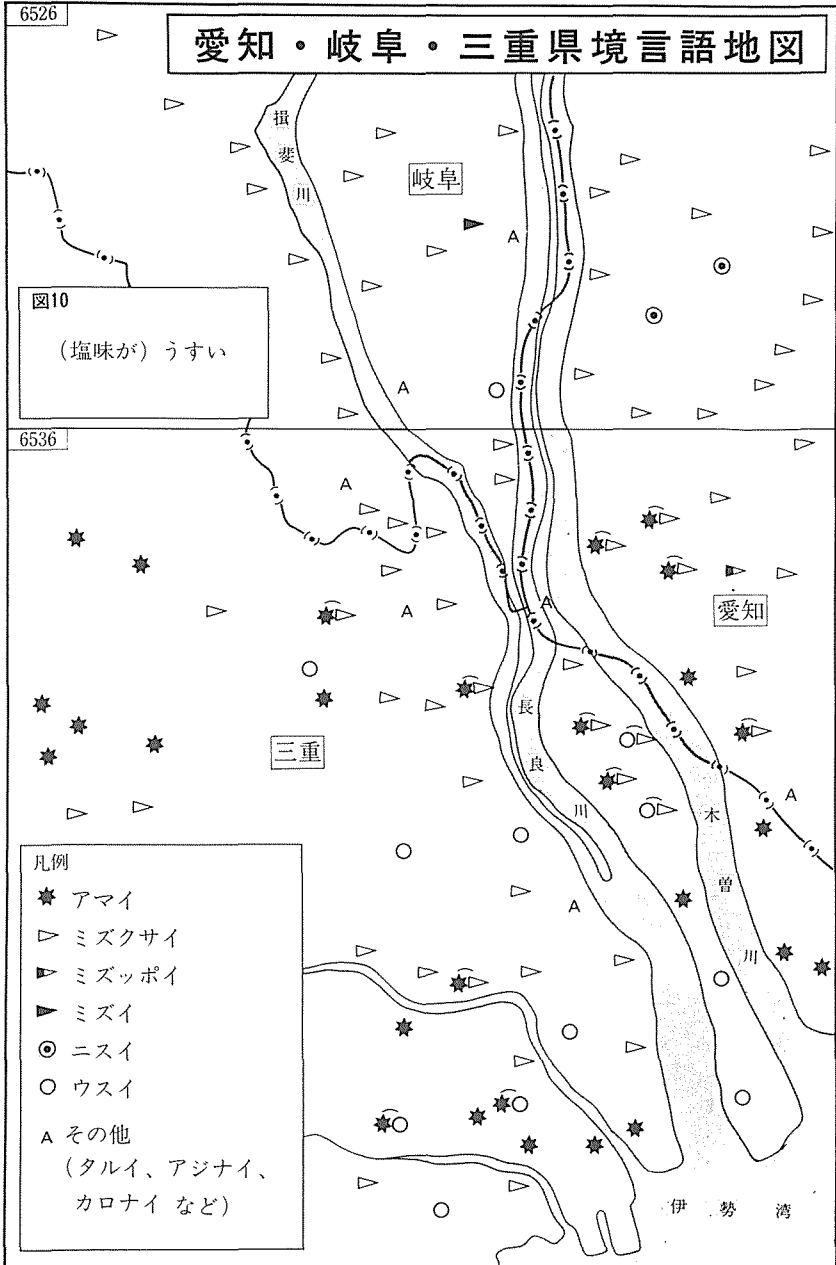 6526
愛知・岐阜・三重県境言語地図
揖斐川
岐阜
A
図10
(塩味が) うすい
A
6536
A
A
A
愛知
三重
長良川
木曽川
A
A
凡例
アマイ
ミズクサイ
ミズッポイ
ミズイ
ニスイ
ウスイ
A その他
(タルイ、アジナイ、
カロナイ など)
伊勢湾